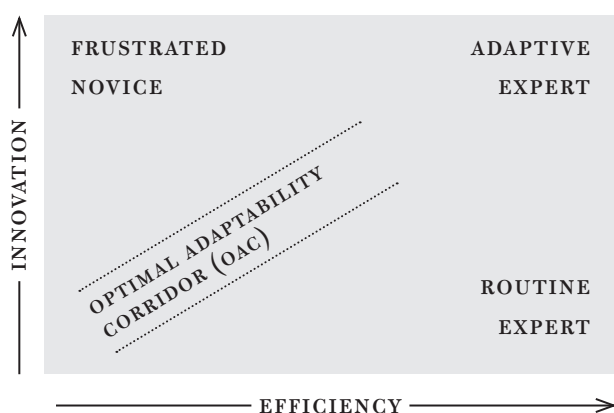 FRUSTRATED
NOVICE
ADAPTIVE
EXPERT
INNOVATION
OPTIMAL ADAPTABILITY
CORRIDOR (OAC)
ROUTINE
EXPERT
EFFICIENCY